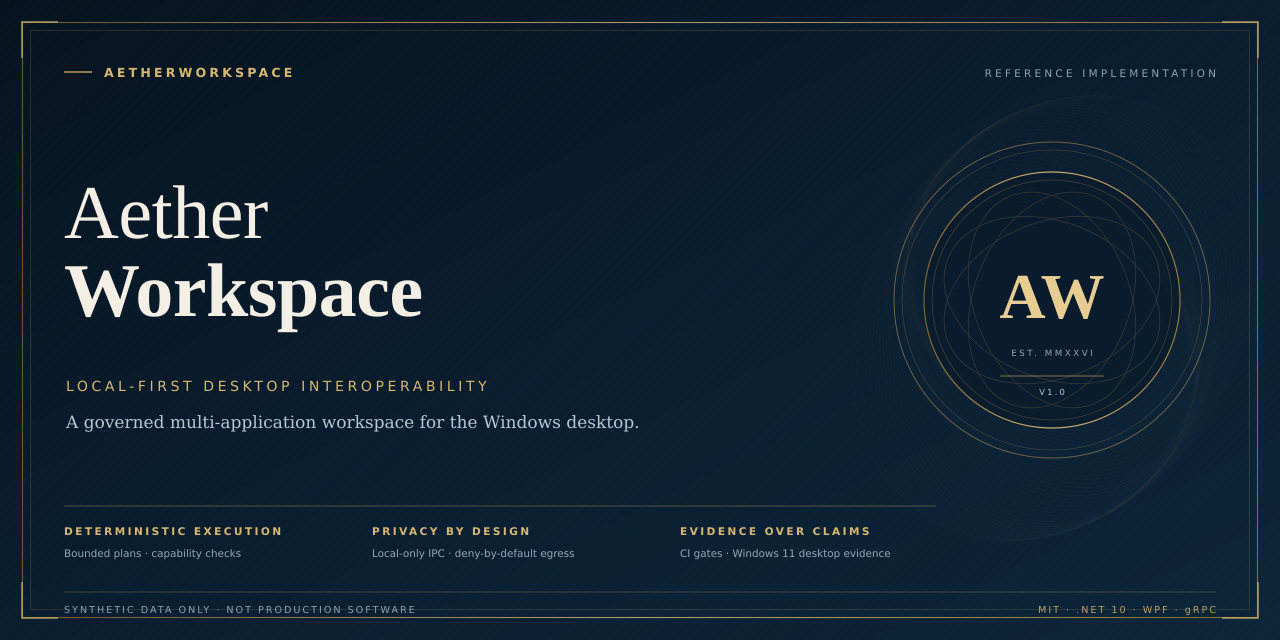 AETHERWORKSPACE
REFERENCE IMPLEMENTATION
Aether
Workspace
AW
EST. MMXXVI
V1.0
LOCAL-FIRST DESKTOP INTEROPERABILITY
A governed multi-application workspace for the Windows desktop.
DETERMINISTIC EXECUTION
Bounded plans · capability checks
PRIVACY BY DESIGN
Local-only IPC · deny-by-default egress
EVIDENCE OVER CLAIMS
CI gates · Windows 11 desktop evidence
SYNTHETIC DATA ONLY · NOT PRODUCTION SOFTWARE
MIT · .NET 10 · WPF · gRPC